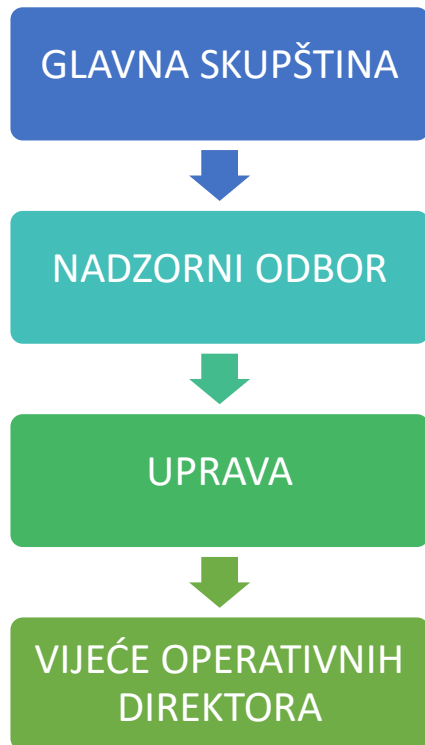 GLAVNA SKUPŠTINA
NADZORNI ODBOR
UPRAVA
VIJEĆE OPERATIVNIH
DIREKTORA